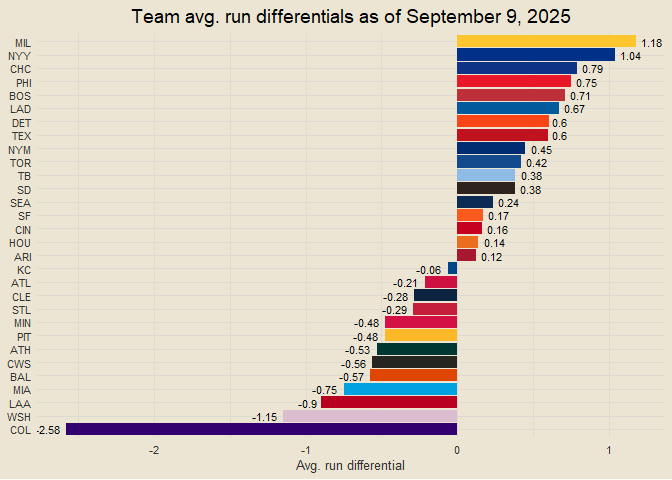 Team avg. run differentials as of September 9, 2025
MIL 1.18
NYY 1.04
CHC 0.79
PHI 0.75
BOS 0.71
LAD 0.67
DET 0.6
TEX 0.6
NYM 0.45
TOR 0.42
TB 0.38
SD 0.38
SEA 0.24
SF 0.17
CIN 0.16
HOU 0.14
ARI 0.12
KC -0.06
ATL -0.21
CLE -0.28
STL -0.29
MIN -0.48
PIT -0.48
ATH -0.53
CWS -0.56
BAL -0.57
MIA -0.75
LAA -0.9
WSH -1.15
COL -2.58
-2 -1 0 1
Avg. run differential